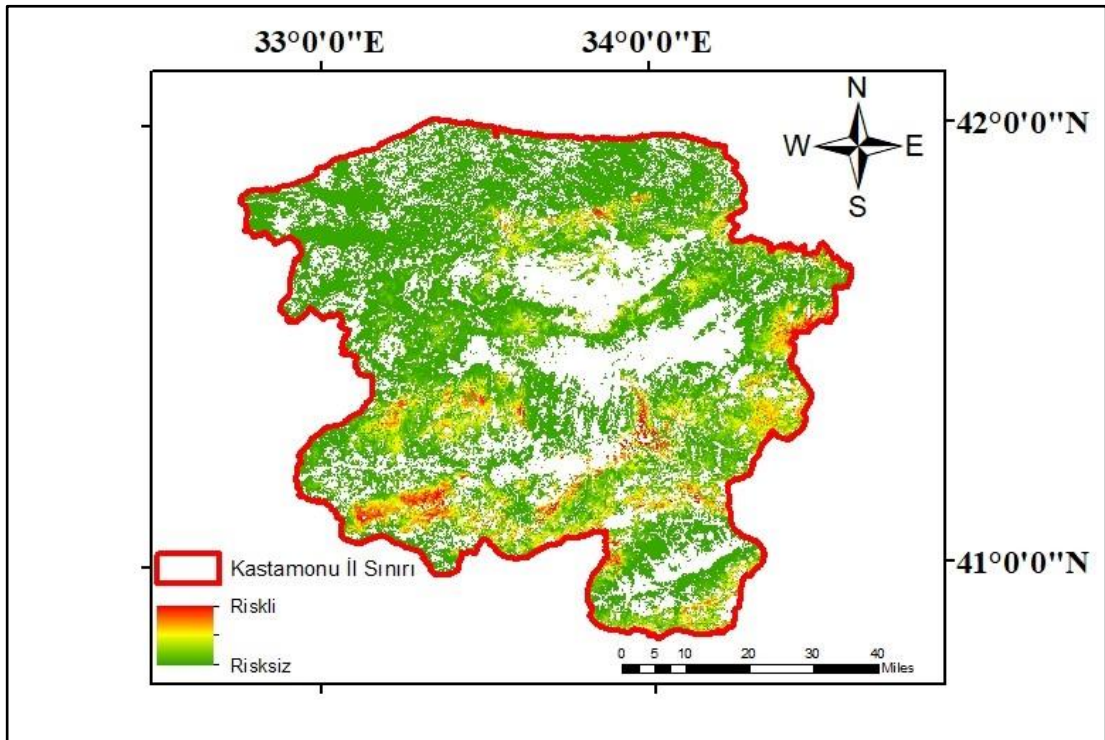 33°0'0"E 34°0'0"E
42°0'0"N
N
W E
S
41°0'0"N
Kastamonu İl Sınırı
Riskli
Risksiz
0 5 10 20 30 40
Miles